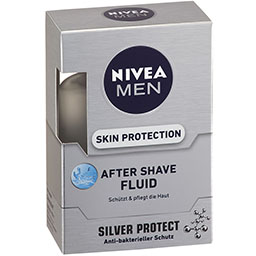 NIVEA
MEN
SKIN PROTECTION
AFTER SHAVE
FLUID
Schützt & pflegt die Haut
SILVER PROTECT
Anti-bakterieller Schutz